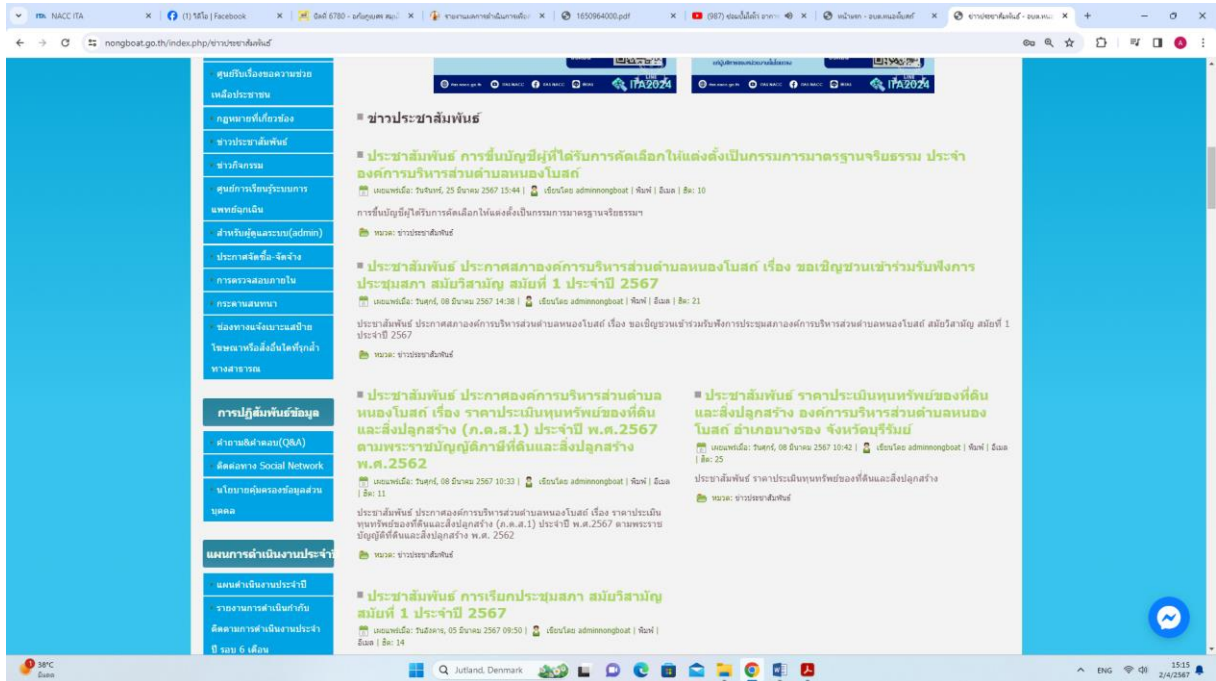 NACC ITA
(1) วิดีโอ | Facebook
1650964000.pdf
nongboat.go.th/index.php/ข่าวประชาสัมพันธ์
ศูนย์รับเรื่องขอความช่วย
เหลือประชาชน
กฎหมายที่เกี่ยวข้อง
ข่าวประชาสัมพันธ์
ข่าวกิจกรรม
ศูนย์การเรียนรู้ระบบการ
แพทย์ฉุกเฉิน
สำหรับผู้ดูแลระบบ(admin)
ประกาศจัดซื้อ-จัดจ้าง
การตรวจสอบภายใน
กระดานสนทนา
ช่องทางแจ้งเบาะแสป้าย
โฆษณาหรือสิ่งอื่นใดที่รุกล้ำ
ทางสาธารณ
การปฏิสัมพันธ์ข้อมูล
คำถาม&คำตอบ(Q&A)
ติดต่อทาง Social Network
นโยบายคุ้มครองข้อมูลส่วน
บุคคล
แผนการดำเนินงานประจำปี
แผนดำเนินงานประจำปี
รายงานการดำเนินกำกับ
ติดตามการดำเนินงานประจำ
ปี รอบ 6 เดือน
LINE
ITA2024
LINE
ITA2024
ข่าวประชาสัมพันธ์
ประชาสัมพันธ์ การขึ้นบัญชีผู้ที่ได้รับการคัดเลือกให้แต่งตั้งเป็นกรรมการมาตรฐานจริยธรรม ประจำ
องค์การบริหารส่วนตำบลหนองโบสถ์
เผยแพร่เมื่อ: วันจันทร์, 25 มีนาคม 2567 15:44 | เขียนโดย adminnongboat | พิมพ์ | อีเมล | ฮิต: 10
การขึ้นบัญชีผู้ได้รับการคัดเลือกให้แต่งตั้งเป็นกรรมการมาตรฐานจริยธรรมฯ
หมวด: ข่าวประชาสัมพันธ์
ประชาสัมพันธ์ ประกาศสภาองค์การบริหารส่วนตำบลหนองโบสถ์ เรื่อง ขอเชิญชวนเข้าร่วมรับฟังการ
ประชุมสภา สมัยวิสามัญ สมัยที่ 1 ประจำปี 2567
เผยแพร่เมื่อ: วันศุกร์, 08 มีนาคม 2567 14:38 | เขียนโดย adminnongboat | พิมพ์ | อีเมล | ฮิต: 21
ประชาสัมพันธ์ ประกาศสภาองค์การบริหารส่วนตำบลหนองโบสถ์ เรื่อง ขอเชิญชวนเข้าร่วมรับฟังการประชุมสภาองค์การบริหารส่วนตำบลหนองโบสถ์ สมัยวิสามัญ สมัยที่ 1
ประจำปี 2567
หมวด: ข่าวประชาสัมพันธ์
ประชาสัมพันธ์ ประกาศองค์การบริหารส่วนตำบล
หนองโบสถ์ เรื่อง ราคาประเมินทุนทรัพย์ของที่ดิน
และสิ่งปลูกสร้าง (ภ.ด.ส.1) ประจำปี พ.ศ.2567
ตามพระราชบัญญัติภาษีที่ดินและสิ่งปลูกสร้าง
พ.ศ.2562
เผยแพร่เมื่อ: วันศุกร์, 08 มีนาคม 2567 10:33 | เขียนโดย adminnongboat | พิมพ์ | อีเมล
| ฮิต: 11
ประชาสัมพันธ์ ประกาศองค์การบริหารส่วนตำบลหนองโบสถ์ เรื่อง ราคาประเมิน
ทุนทรัพย์ของที่ดินและสิ่งปลูกสร้าง (ภ.ด.ส.1) ประจำปี พ.ศ.2567 ตามพระราช
บัญญัติที่ดินและสิ่งปลูกสร้าง พ.ศ. 2562
หมวด: ข่าวประชาสัมพันธ์
ประชาสัมพันธ์ ราคาประเมินทุนทรัพย์ของที่ดิน
และสิ่งปลูกสร้าง องค์การบริหารส่วนตำบลหนอง
โบสถ์ อำเภอนางรอง จังหวัดบุรีรัมย์
เผยแพร่เมื่อ: วันศุกร์, 08 มีนาคม 2567 10:42 | เขียนโดย adminnongboat | พิมพ์ | อีเมล
| ฮิต: 25
ประชาสัมพันธ์ ราคาประเมินทุนทรัพย์ของที่ดินและสิ่งปลูกสร้าง
หมวด: ข่าวประชาสัมพันธ์
ประชาสัมพันธ์ การเรียกประชุมสภา สมัยวิสามัญ
สมัยที่ 1 ประจำปี 2567
เผยแพร่เมื่อ: วันอังคาร, 05 มีนาคม 2567 09:50 | เขียนโดย adminnongboat | พิมพ์ |
อีเมล | ฮิต: 14
38°C
มีแดด
Jutland, Denmark
ENG
15:15
2/4/2567